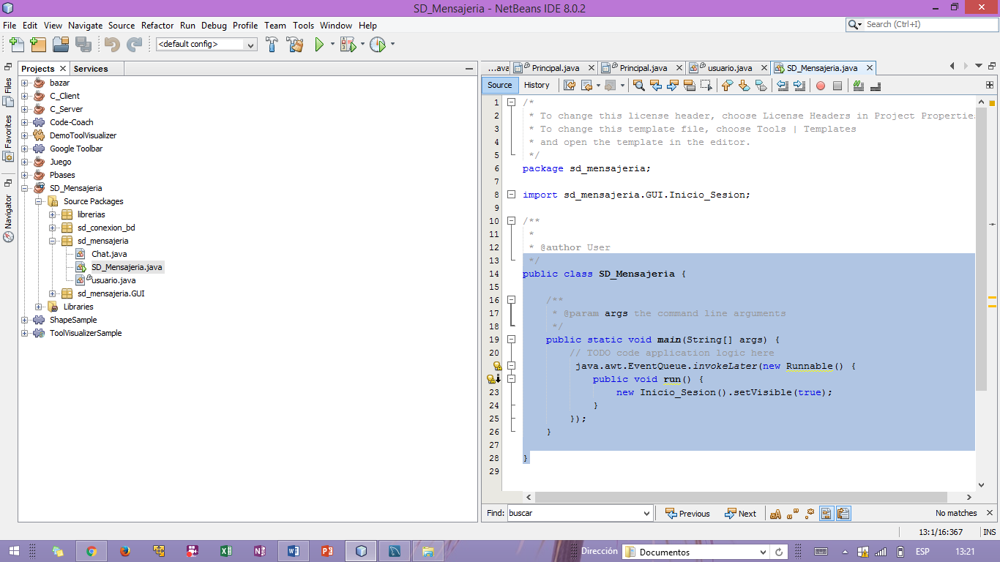 SD_Mensajeria - NetBeans IDE 8.0.2
File Edit View Navigate Source Refactor Run Debug Profile Team Tools Window Help
Search (Ctrl+I)
<default config>
Files
Favorites
Navigator
Projects
Services
bazar
C_Client
C_Server
Code-Coach
DemoToolVisualizer
Google Toolbar
Juego
Pbases
SD_Mensajeria
Source Packages
librerias
sd_conexion_bd
sd_mensajeria
Chat.java
SD_Mensajeria.java
usuario.java
sd_mensajeria.GUI
Libraries
ShapeSample
ToolVisualizerSample
...ava Principal.java Principal.java usuario.java SD_Mensajeria.java
Source History
1 /*
2 * To change this license header, choose License Headers in Project Propertie
3 * To change this template file, choose Tools | Templates
4 * and open the template in the editor.
5 */
6 package sd_mensajeria;
7
8 import sd_mensajeria.GUI.Inicio_Sesion;
9
10 /**
11 *
12 * @author User
13 */
14 public class SD_Mensajeria {
15
16 /**
17 * @param args the command line arguments
18 */
19 public static void main(String[] args) {
20 // TODO code application logic here
java.awt.EventQueue.invokeLater(new Runnable() {
public void run() {
23 new Inicio_Sesion().setVisible(true);
24 }
25 });
26 }
27
28 }
29
Find: buscar Previous Next No matches
13:1/16:367 INS
Dirección Documentos ESP 13:21